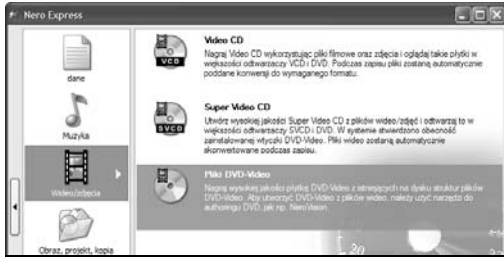 Nero Express
dane
Muzyka
Wideo/zdjęcia
Obraz, projekt, kopia
Video CD
Nagraj Video CD wykorzystując pliki filmowe oraz zdjęcia i oglądaj takie płytki w
większości odtwarzaczy VCD i DVD. Podczas zapisu pliki zostaną automatycznie
poddane konwersji do wymaganego formatu.
VCD
Super Video CD
Utwórz wysokiej jakości Super Video CD z plików wideo/zdjęć i odtwarzaj to w
większości odtwarzaczy SVCD i DVD. W systemie stwierdzono obecność
zainstalowanej wtyczki DVD-Video. Pliki wideo zostaną automatycznie
skonwertowane podczas zapisu.
SVCD
Pliki DVD-Video
Nagraj wysokiej jakości płytkę DVD-Video z istniejących na dysku struktur plików
DVD-Video. Aby utworzyć DVD-Video z plików wideo, należy użyć narzędzi do
authoringu DVD, jak np. NeroVision.